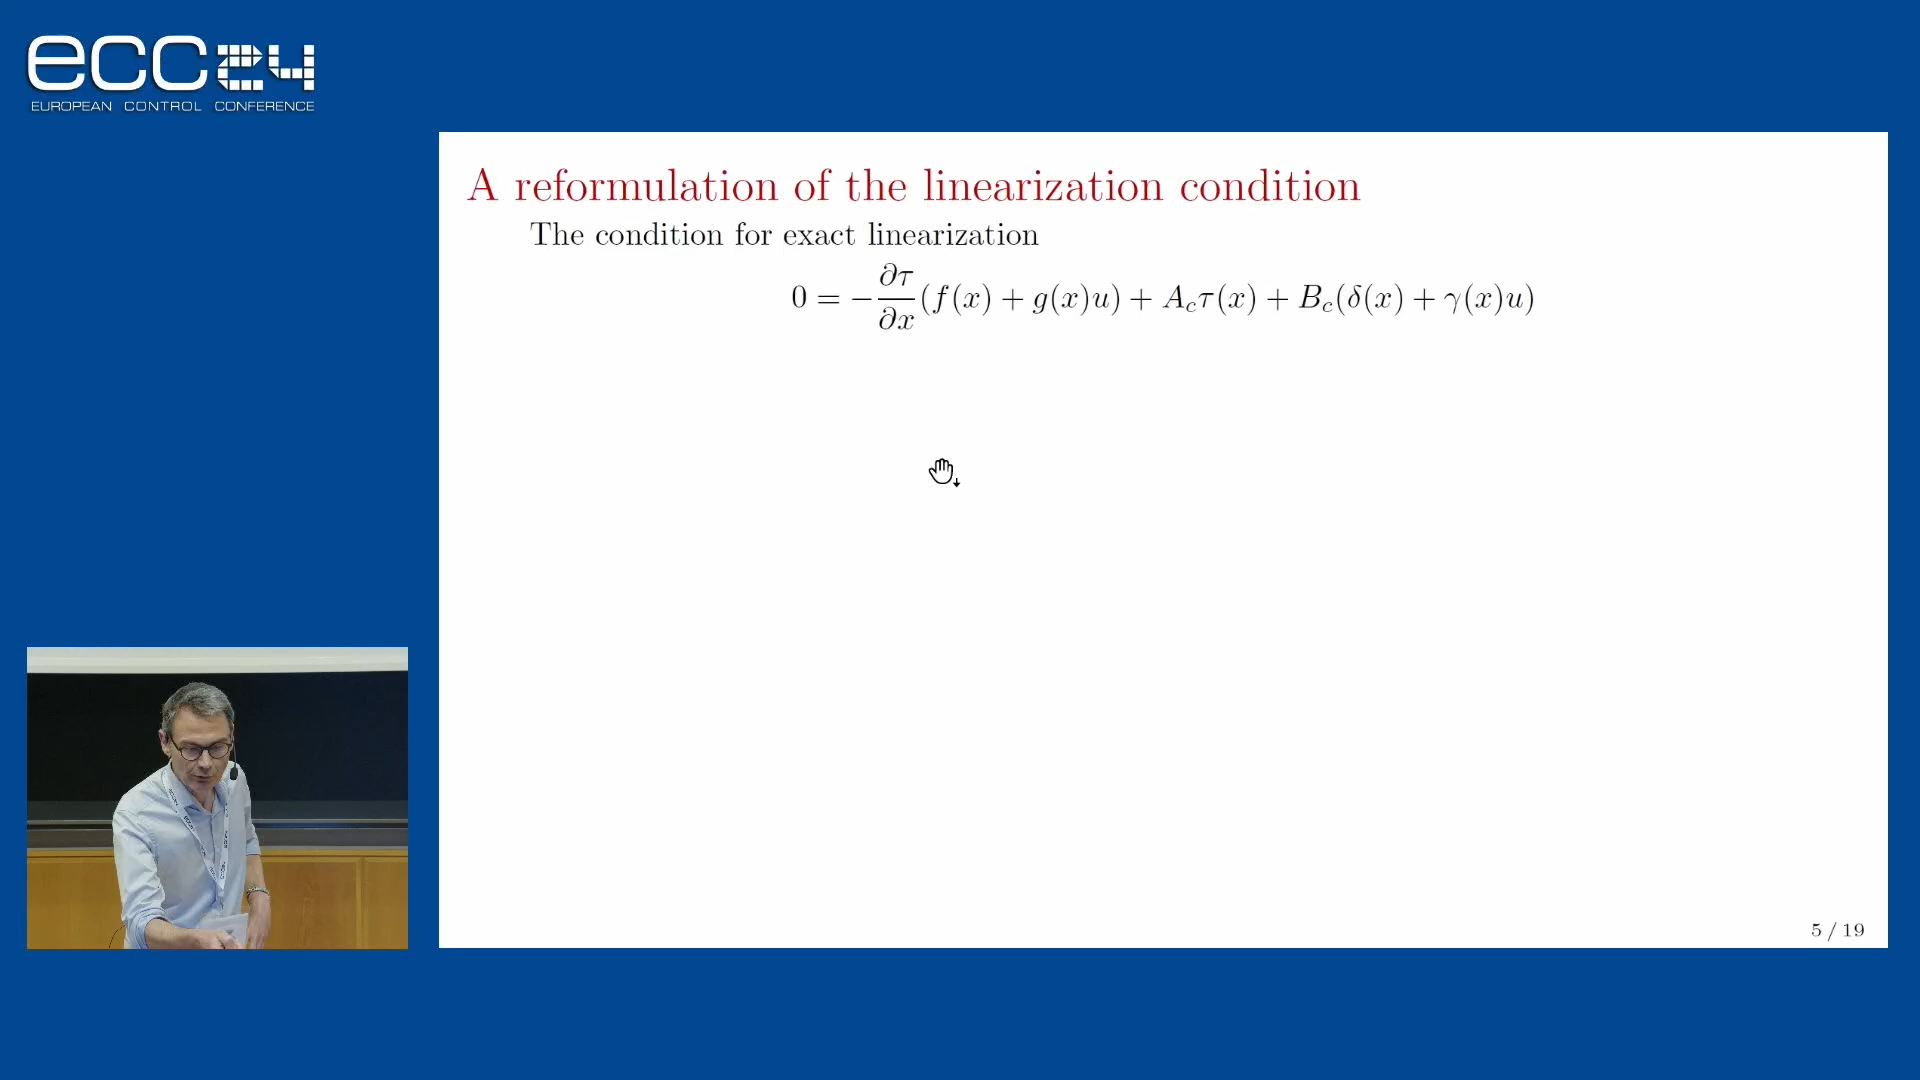 ecc24
EUROPEAN CONTROL CONFERENCE
A reformulation of the linearization condition
The condition for exact linearization
0 = −∂τ/∂x (f(x) + g(x)u) + A_cτ(x) + B_c(δ(x) + γ(x)u)
5 / 19